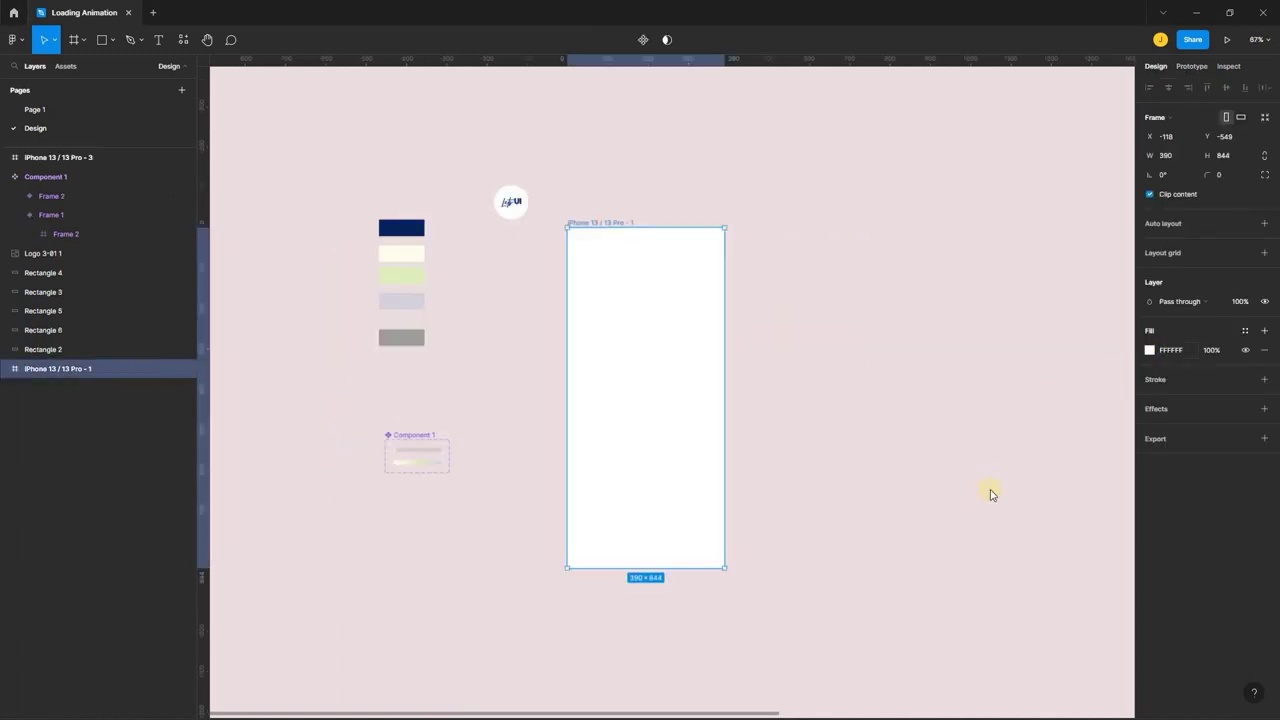 Loading Animation
Share
67%
Layers
Assets
Design
Pages
Page 1
Design
iPhone 13 / 13 Pro - 3
Component 1
Frame 2
Frame 1
Frame 2
Logo 3-01 1
Rectangle 4
Rectangle 3
Rectangle 5
Rectangle 6
Rectangle 2
iPhone 13 / 13 Pro - 1
UI
iPhone 13 / 13 Pro - 1
Component 1
390 × 844
J
Design
Prototype
Inspect
Frame
X -118
Y -549
W 390
H 844
0°
0
Clip content
Auto layout
Layout grid
Layer
Pass through
100%
Fill
FFFFFF
100%
Stroke
Effects
Export
?